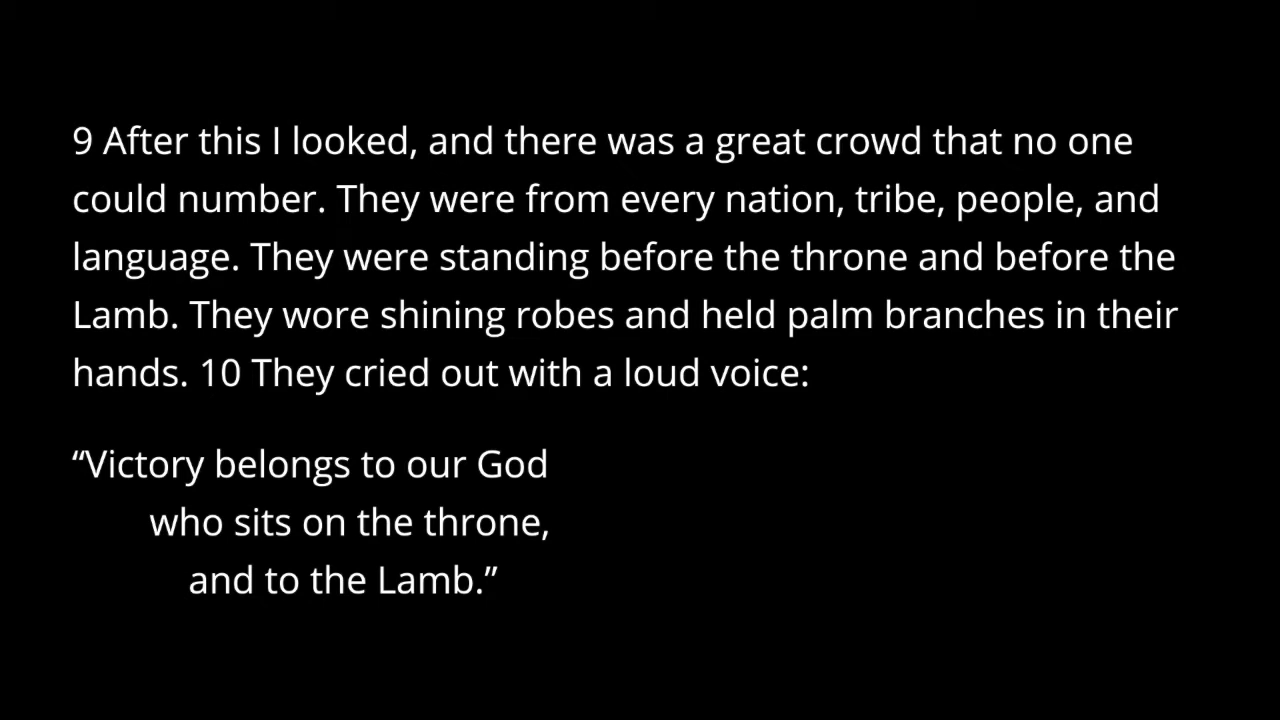 9 After this I looked, and there was a great crowd that no one
could number. They were from every nation, tribe, people, and
language. They were standing before the throne and before the
Lamb. They wore shining robes and held palm branches in their
hands. 10 They cried out with a loud voice:
“Victory belongs to our God
who sits on the throne,
and to the Lamb.”